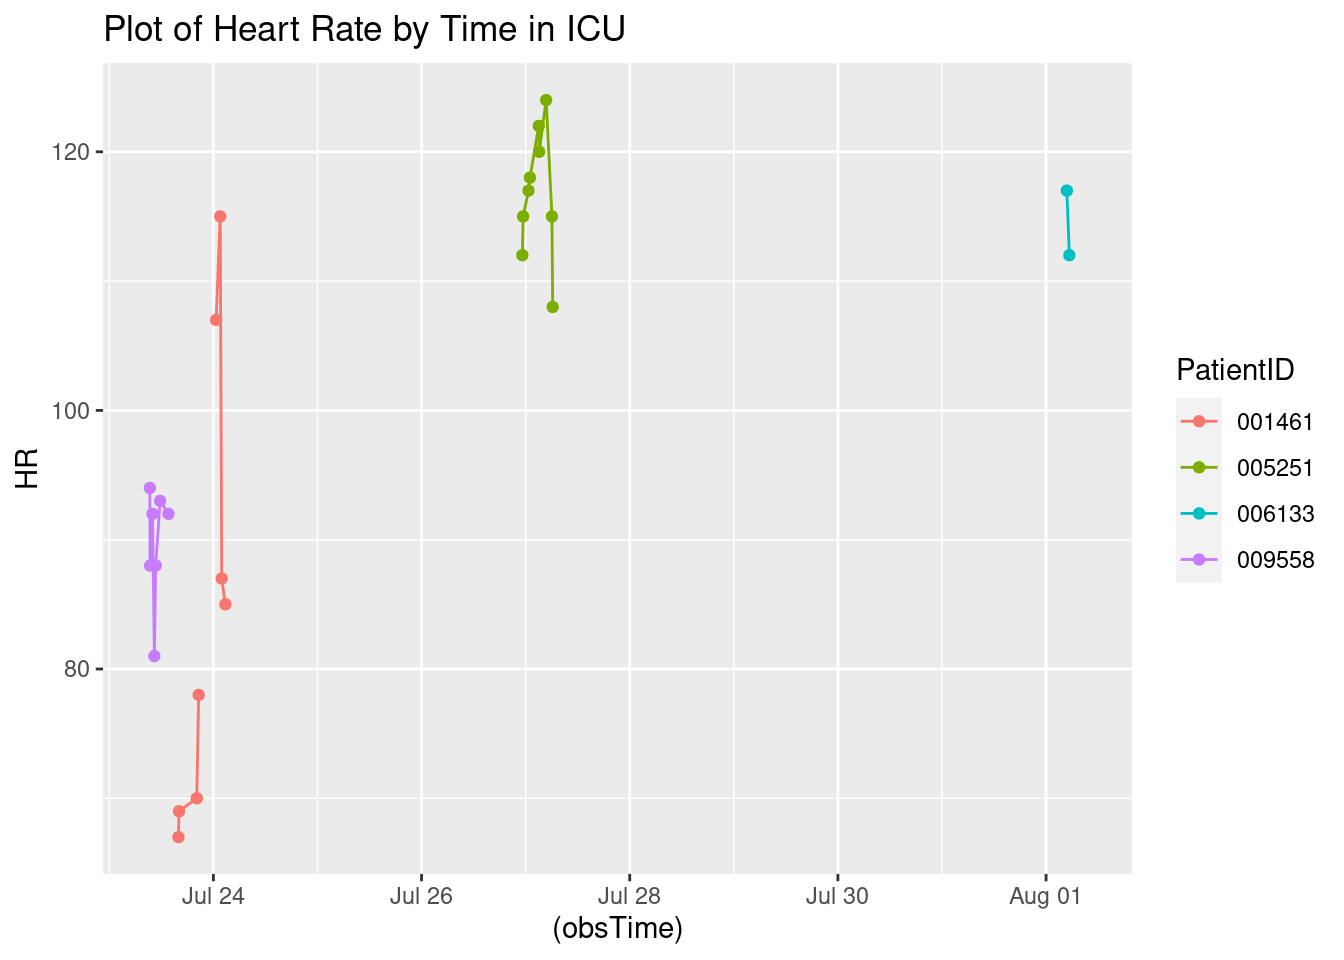 Plot of Heart Rate by Time in ICU
120
100
80
HR
Jul 24 Jul 26 Jul 28 Jul 30 Aug 01
(obsTime)
PatientID
001461
005251
006133
009558